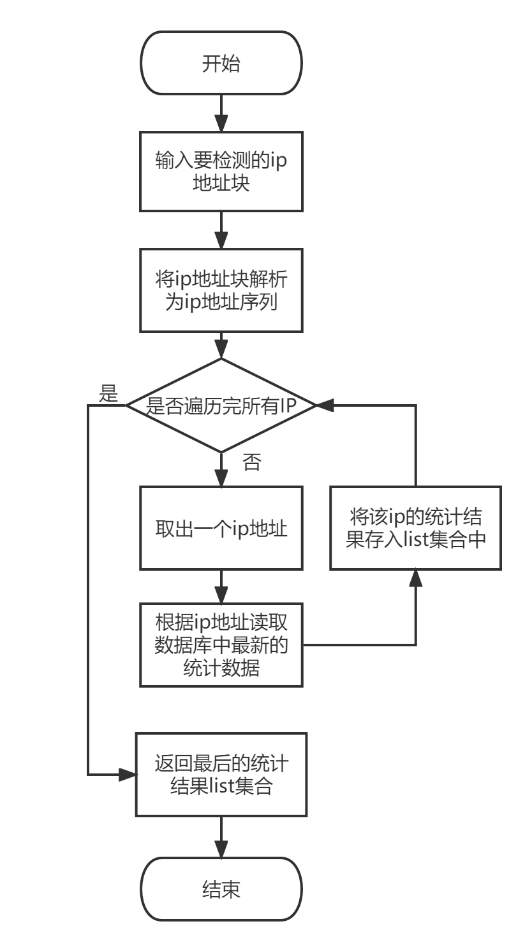 开始
输入要检测的ip
地址块
将ip地址块解析
为ip地址序列
是
是否遍历完所有IP
否
取出一个ip地址
将该ip的统计结
果存入list集合中
根据ip地址读取
数据库中最新的
统计数据
返回最后的统计
结果list集合
结束